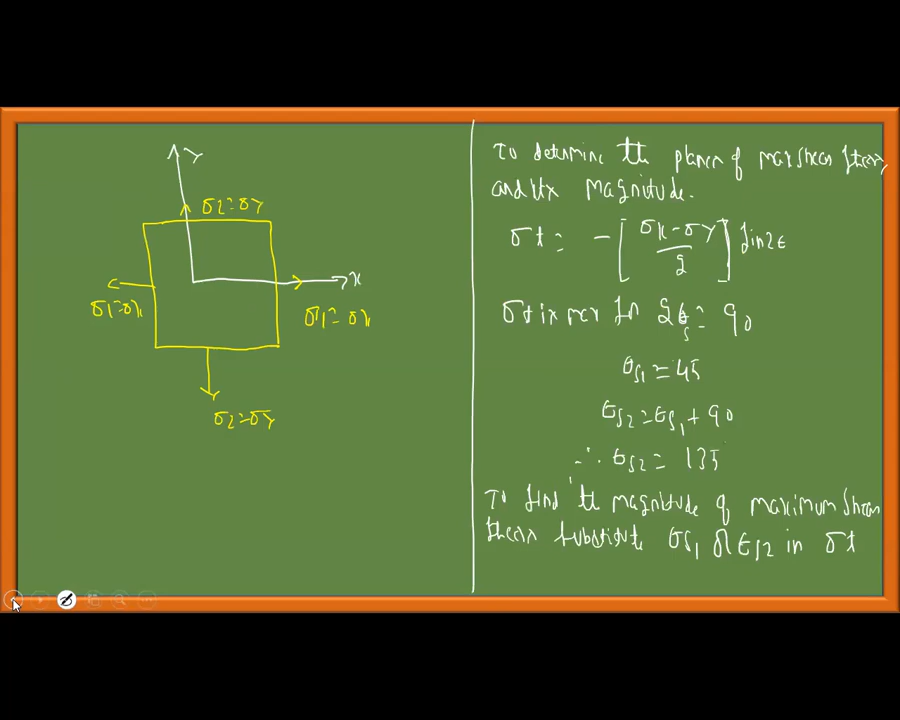 Y
σ2=σy
x
σ1=σx
σ1=σx
σ2=σy
To determine the planes of max shear stress
and its magnitude.
σt = -[σx-σy/2] sin2θ
σt is max for 2θs = 90
θs1 = 45
θs2 = θs1 + 90
∴ θs2 = 135
To find the magnitude of maximum shear
stress substitute θs1 or θs2 in σt